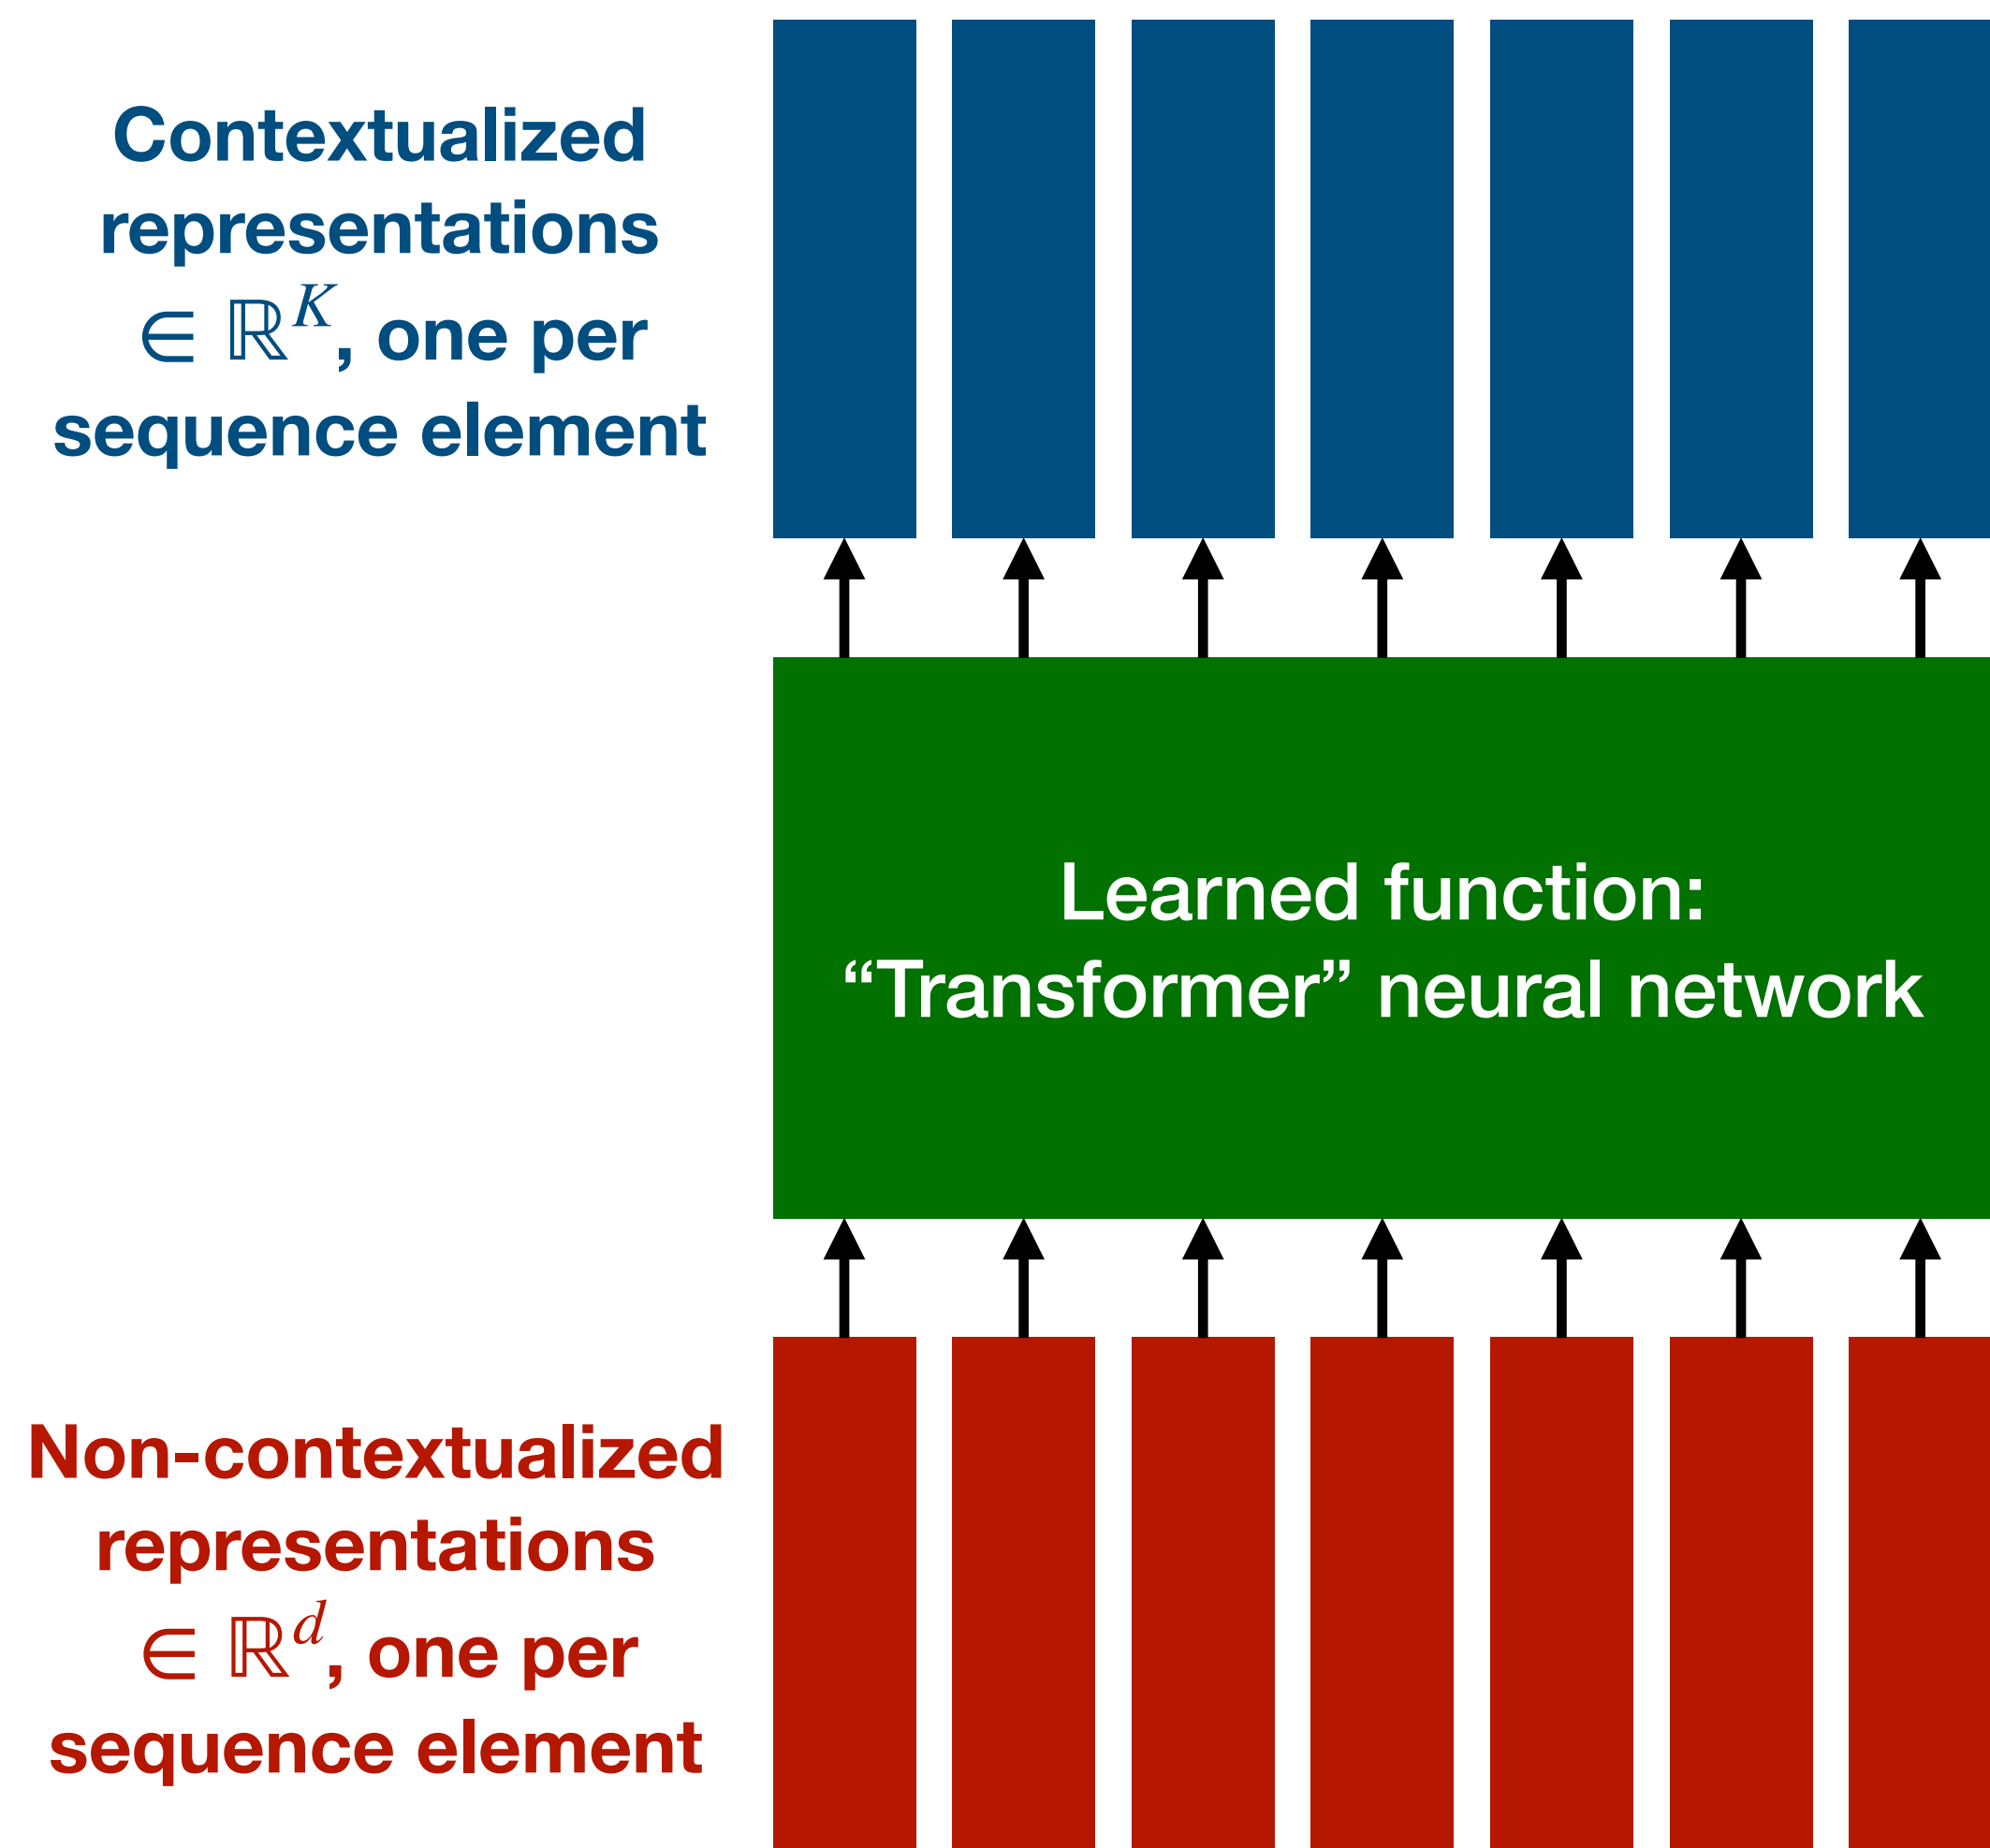 Contextualized
representations
∈ ℝ^K, one per
sequence element
Learned function:
“Transformer” neural network
Non-contextualized
representations
∈ ℝ^d, one per
sequence element